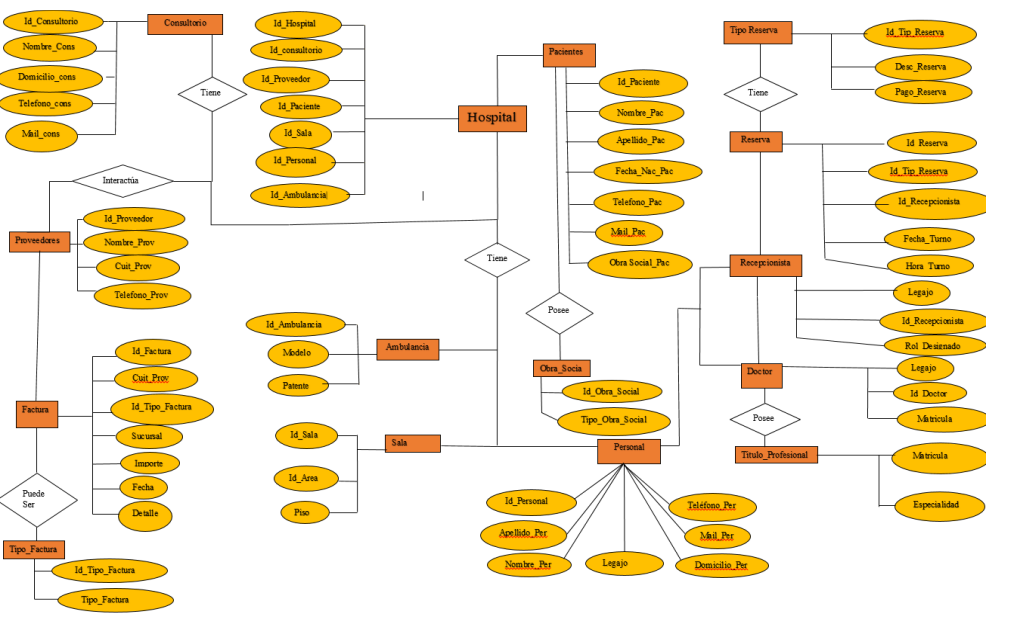 Id_Consultorio
Nombre_Cons
Domicilio_cons
Telefono_cons
Mail_cons
Consultorio
Tiene
Interactúa
Id_Hospital
Id_consultorio
Id_Proveedor
Id_Paciente
Id_Sala
Id_Personal
Id_Ambulancia
Hospital
Pacientes
Id_Paciente
Nombre_Pac
Apellido_Pac
Fecha_Nac_Pac
Telefono_Pac
Mail_Pac
Obra Social_Pac
Tipo Reserva
Id_Tip_Reserva
Desc_Reserva
Pago_Reserva
Tiene
Reserva
Id_Reserva
Id_Tip_Reserva
Id_Recepcionista
Fecha_Turno
Hora_Turno
Recepcionista
Legajo
Id_Recepcionista
Rol_Designado
Doctor
Legajo
Id_Doctor
Matricula
Posee
Titulo_Profesional
Matricula
Especialidad
Proveedores
Id_Proveedor
Nombre_Prov
Cuit_Prov
Telefono_Prov
Tiene
Posee
Obra_Socia
Id_Obra_Social
Tipo_Obra_Social
Id_Ambulancia
Modelo
Patente
Ambulancia
Id_Sala
Id_Area
Piso
Sala
Personal
Id_Personal
Apellido_Per
Nombre_Per
Legajo
Teléfono_Per
Mail_Per
Domicilio_Per
Factura
Id_Factura
Cuit_Prov
Id_Tipo_Factura
Sucursal
Importe
Fecha
Detalle
Puede
Ser
Tipo_Factura
Id_Tipo_Factura
Tipo_Factura